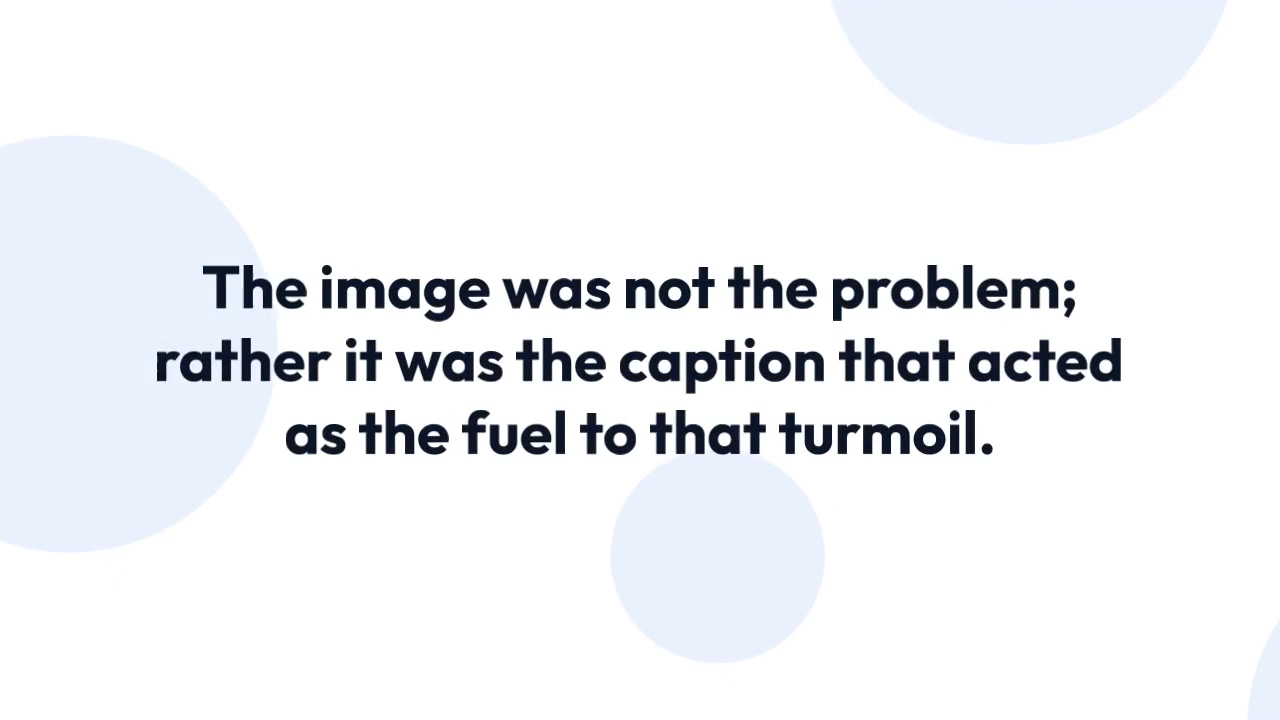 The image was not the problem;
rather it was the caption that acted
as the fuel to that turmoil.